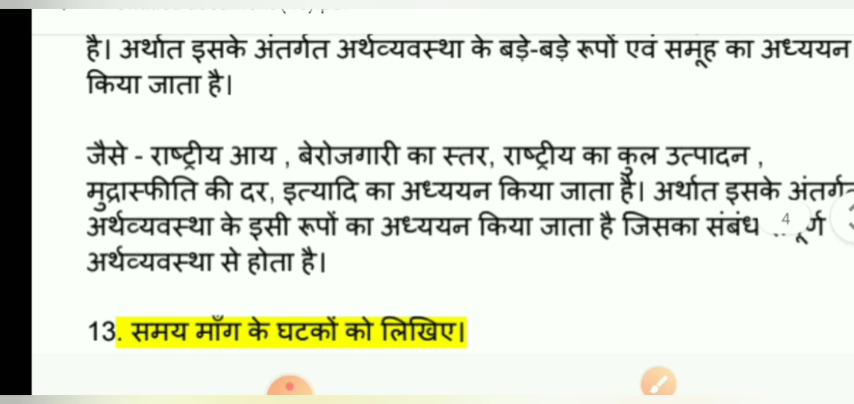 है। अर्थात इसके अंतर्गत अर्थव्यवस्था के बड़े-बड़े रूपों एवं समूह का अध्ययन
किया जाता है।
जैसे - राष्ट्रीय आय , बेरोजगारी का स्तर, राष्ट्रीय का कुल उत्पादन ,
मुद्रास्फीति की दर, इत्यादि का अध्ययन किया जाता है। अर्थात इसके
अर्थव्यवस्था के इसी रूपों का अध्ययन किया जाता है जिसका संबंध 4
अर्थव्यवस्था से होता है।
13. समय माँग के घटकों को लिखिए।